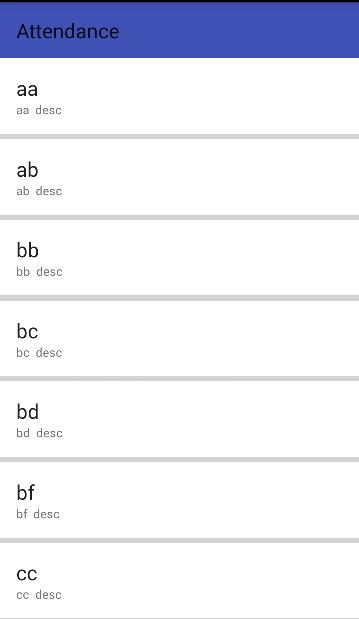 Attendance
aa
aa desc
ab
ab desc
bb
bb desc
bc
bc desc
bd
bd desc
bf
bf desc
cc
cc desc